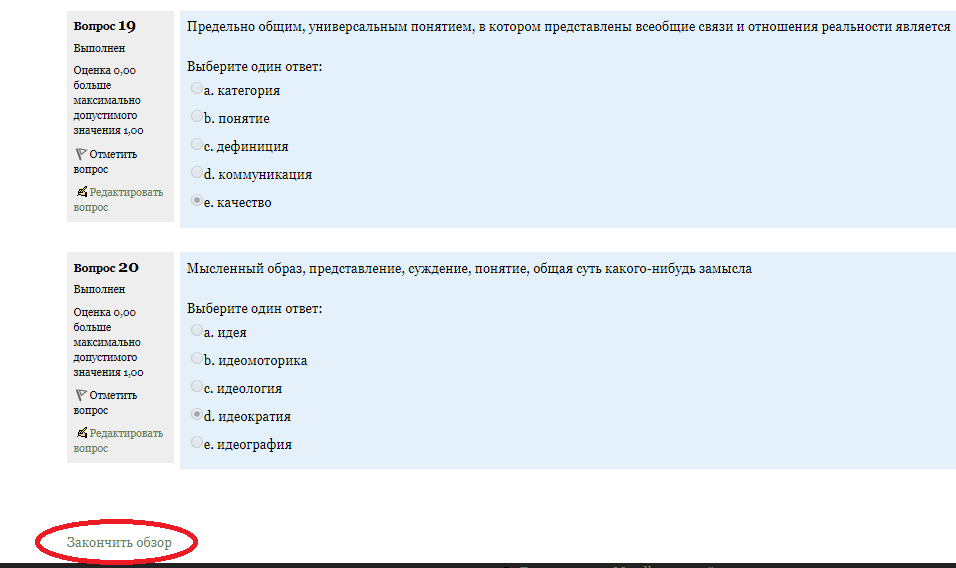 Вопрос 19
Выполнен
Оценка 0,00
больше
максимально
допустимого
значения 1,00
Отметить
вопрос
Редактировать
вопрос
Предельно общим, универсальным понятием, в котором представлены всеобщие связи и отношения реальности является
Выберите один ответ:
a. категория
b. понятие
c. дефиниция
d. коммуникация
e. качество
Вопрос 20
Выполнен
Оценка 0,00
больше
максимально
допустимого
значения 1,00
Отметить
вопрос
Редактировать
вопрос
Мысленный образ, представление, суждение, понятие, общая суть какого-нибудь замысла
Выберите один ответ:
a. идея
b. идеомоторика
c. идеология
d. идеократия
e. идеография
Закончить обзор